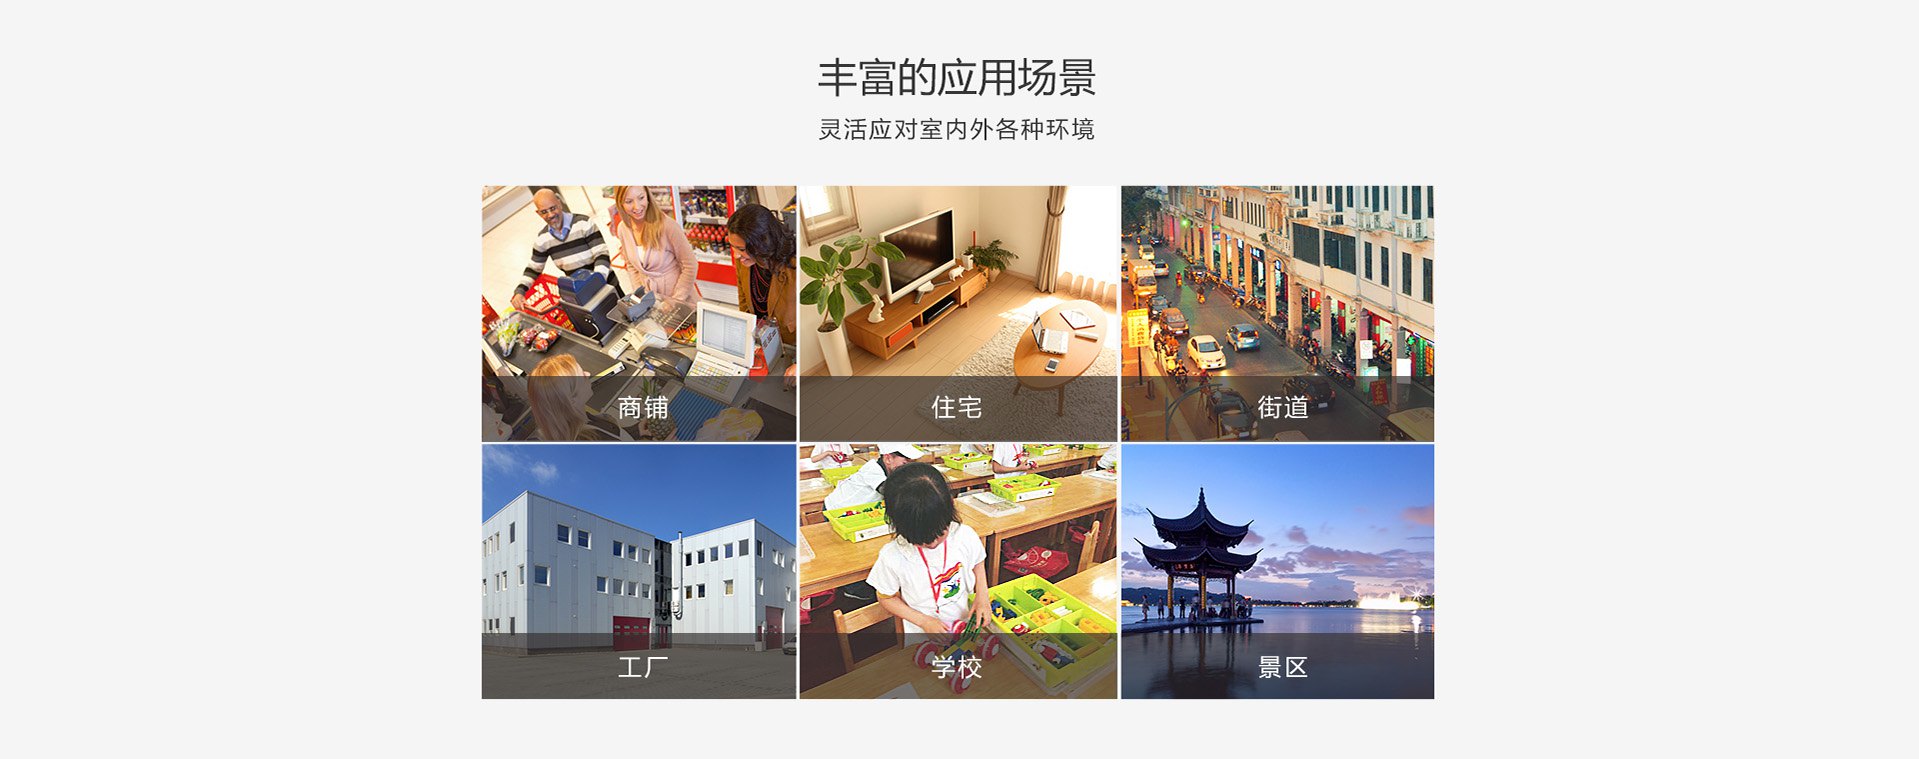 丰富的应用场景
灵活应对室内外各种环境
商铺
住宅
街道
工厂
学校
景区